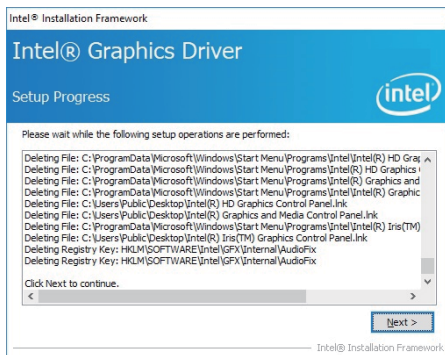 Intel® Installation Framework
Intel® Graphics Driver
Setup Progress
intel
Please wait while the following setup operations are performed:
Deleting File: C:\ProgramData\Microsoft\Windows\Start Menu\Programs\Intel\Intel(R) HD Grap
Deleting File: C:\ProgramData\Microsoft\Windows\Start Menu\Programs\Intel(R) HD Graphics
Deleting File: C:\ProgramData\Microsoft\Windows\Start Menu\Programs\Intel(R) Graphics and
Deleting File: C:\ProgramData\Microsoft\Windows\Start Menu\Programs\Intel\Intel(R) Graphic
Deleting File: C:\Users\Public\Desktop\Intel(R) HD Graphics Control Panel.lnk
Deleting File: C:\Users\Public\Desktop\Intel(R) Graphics and Media Control Panel.lnk
Deleting File: C:\ProgramData\Microsoft\Windows\Start Menu\Programs\Intel\Intel(R) Iris(TM)
Deleting File: C:\Users\Public\Desktop\Intel(R) Iris(TM) Graphics Control Panel.lnk
Deleting Registry Key: HKLM\SOFTWARE\Intel\GFX\Internal\AudioFix
Deleting Registry Key: HKLM\SOFTWARE\Intel\GFX\Internal\AudioFix
Click Next to continue.
Next >
Intel® Installation Framework